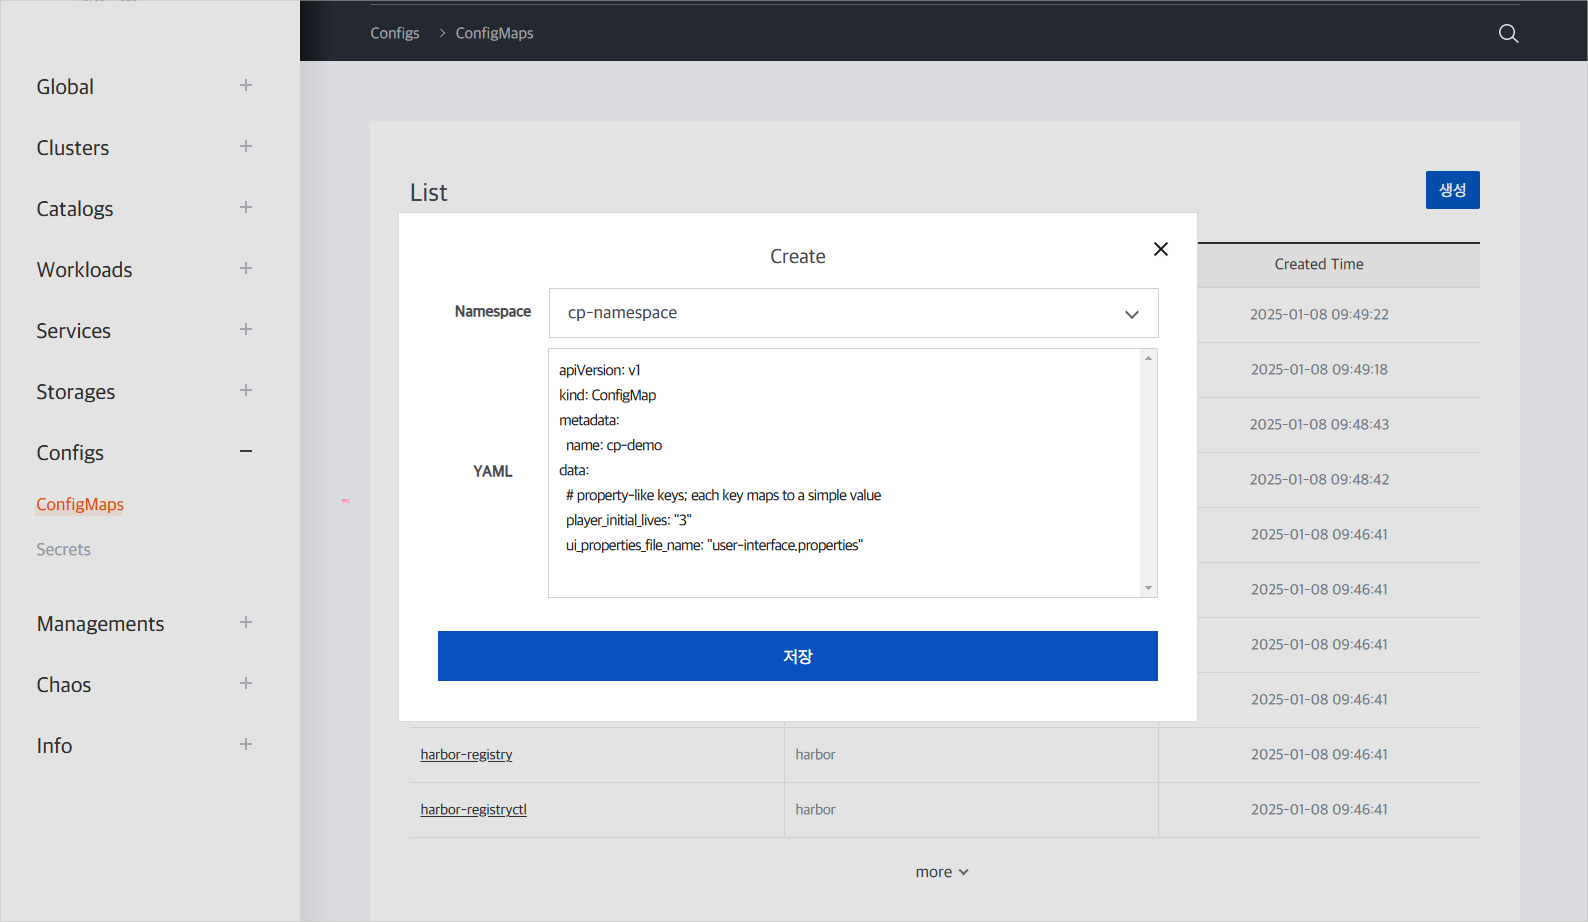 Configs > ConfigMaps
Global
Clusters
Catalogs
Workloads
Services
Storages
Configs
ConfigMaps
Secrets
Managements
Chaos
Info
List
생성
Create
Namespace
cp-namespace
YAML
apiVersion: v1
kind: ConfigMap
metadata:
  name: cp-demo
data:
  # property-like keys; each key maps to a simple value
  player_initial_lives: "3"
  ui_properties_file_name: "user-interface.properties"
저장
Created Time
2025-01-08 09:49:22
2025-01-08 09:49:18
2025-01-08 09:48:43
2025-01-08 09:48:42
2025-01-08 09:46:41
2025-01-08 09:46:41
2025-01-08 09:46:41
2025-01-08 09:46:41
harbor-registry harbor 2025-01-08 09:46:41
harbor-registryctl harbor 2025-01-08 09:46:41
more